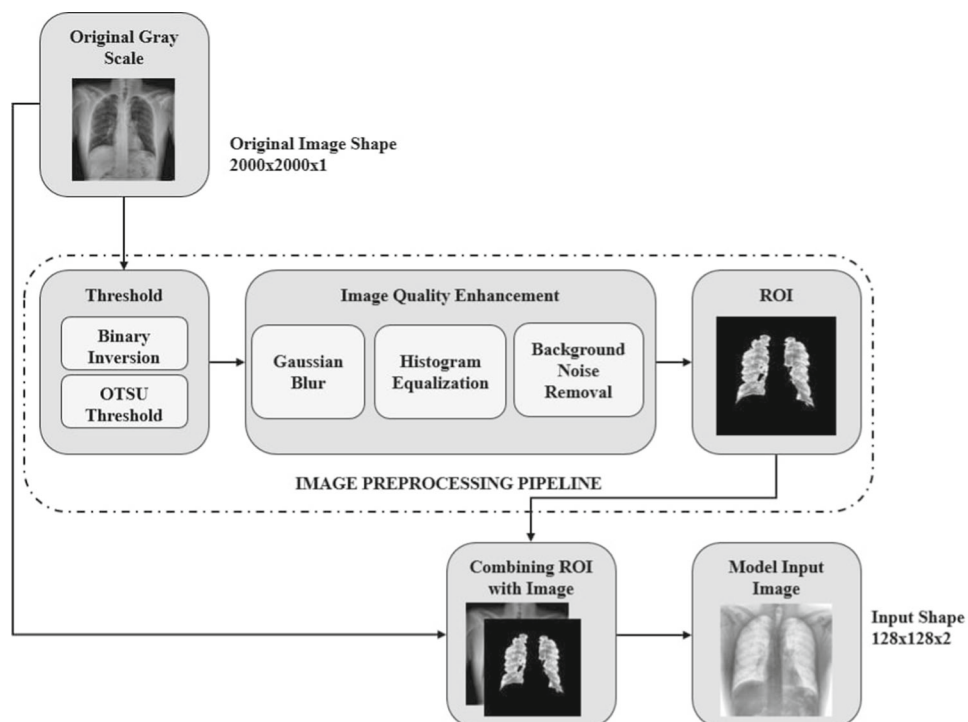 Original Gray
Scale
Original Image Shape
2000x2000x1
Threshold
Binary
Inversion
OTSU
Threshold
Image Quality Enhancement
Gaussian
Blur
Histogram
Equalization
Background
Noise
Removal
ROI
IMAGE PREPROCESSING PIPELINE
Combining ROI
with Image
Model Input
Image
Input Shape
128x128x2